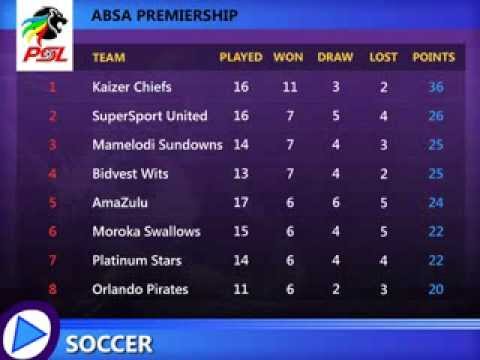 PSL
ABSA PREMIERSHIP
TEAM PLAYED WON DRAW LOST POINTS
1 Kaizer Chiefs 16 11 3 2 36
2 SuperSport United 16 7 5 4 26
3 Mamelodi Sundowns 14 7 4 3 25
4 Bidvest Wits 13 7 4 2 25
5 AmaZulu 17 6 6 5 24
6 Moroka Swallows 15 6 4 5 22
7 Platinum Stars 14 6 4 4 22
8 Orlando Pirates 11 6 2 3 20
SOCCER